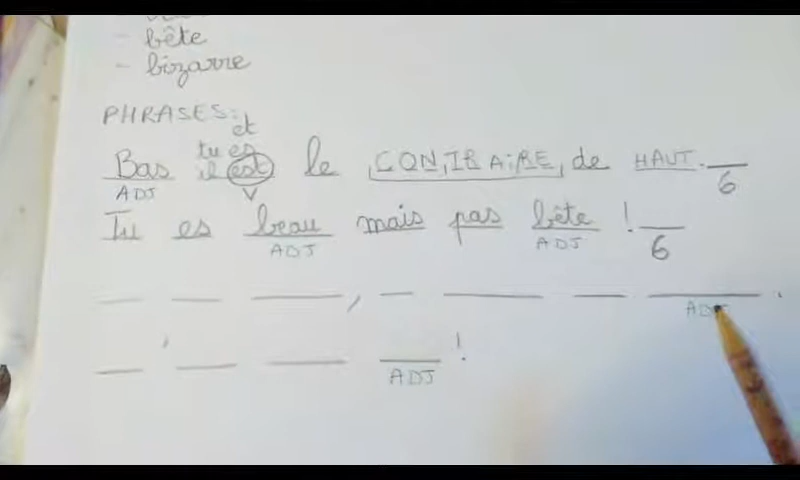 - bête
- bizarre
PHRASES:
et
tu es
Bas il est le CONTRAIRE, de HAUT. 6
ADJ V
Tu es beau mais pas bête ! 6
ADJ ADJ
, .
ADJ
' !
ADJ